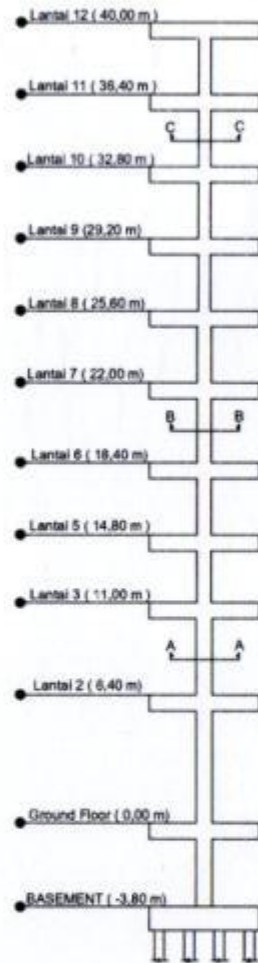 Lantai 12 ( 40,00 m )
Lantai 11 ( 36,40 m )
C C
Lantai 10 ( 32,80 m )
Lantai 9 (29,20 m )
Lantai 8 ( 25,60 m )
Lantai 7 ( 22,00 m )
B B
Lantai 6 ( 18,40 m )
Lantai 5 ( 14,80 m )
Lantai 3 ( 11,00 m )
A A
Lantai 2 ( 6,40 m)
Ground Floor ( 0,00 m )
BASEMENT ( -3,80 m)